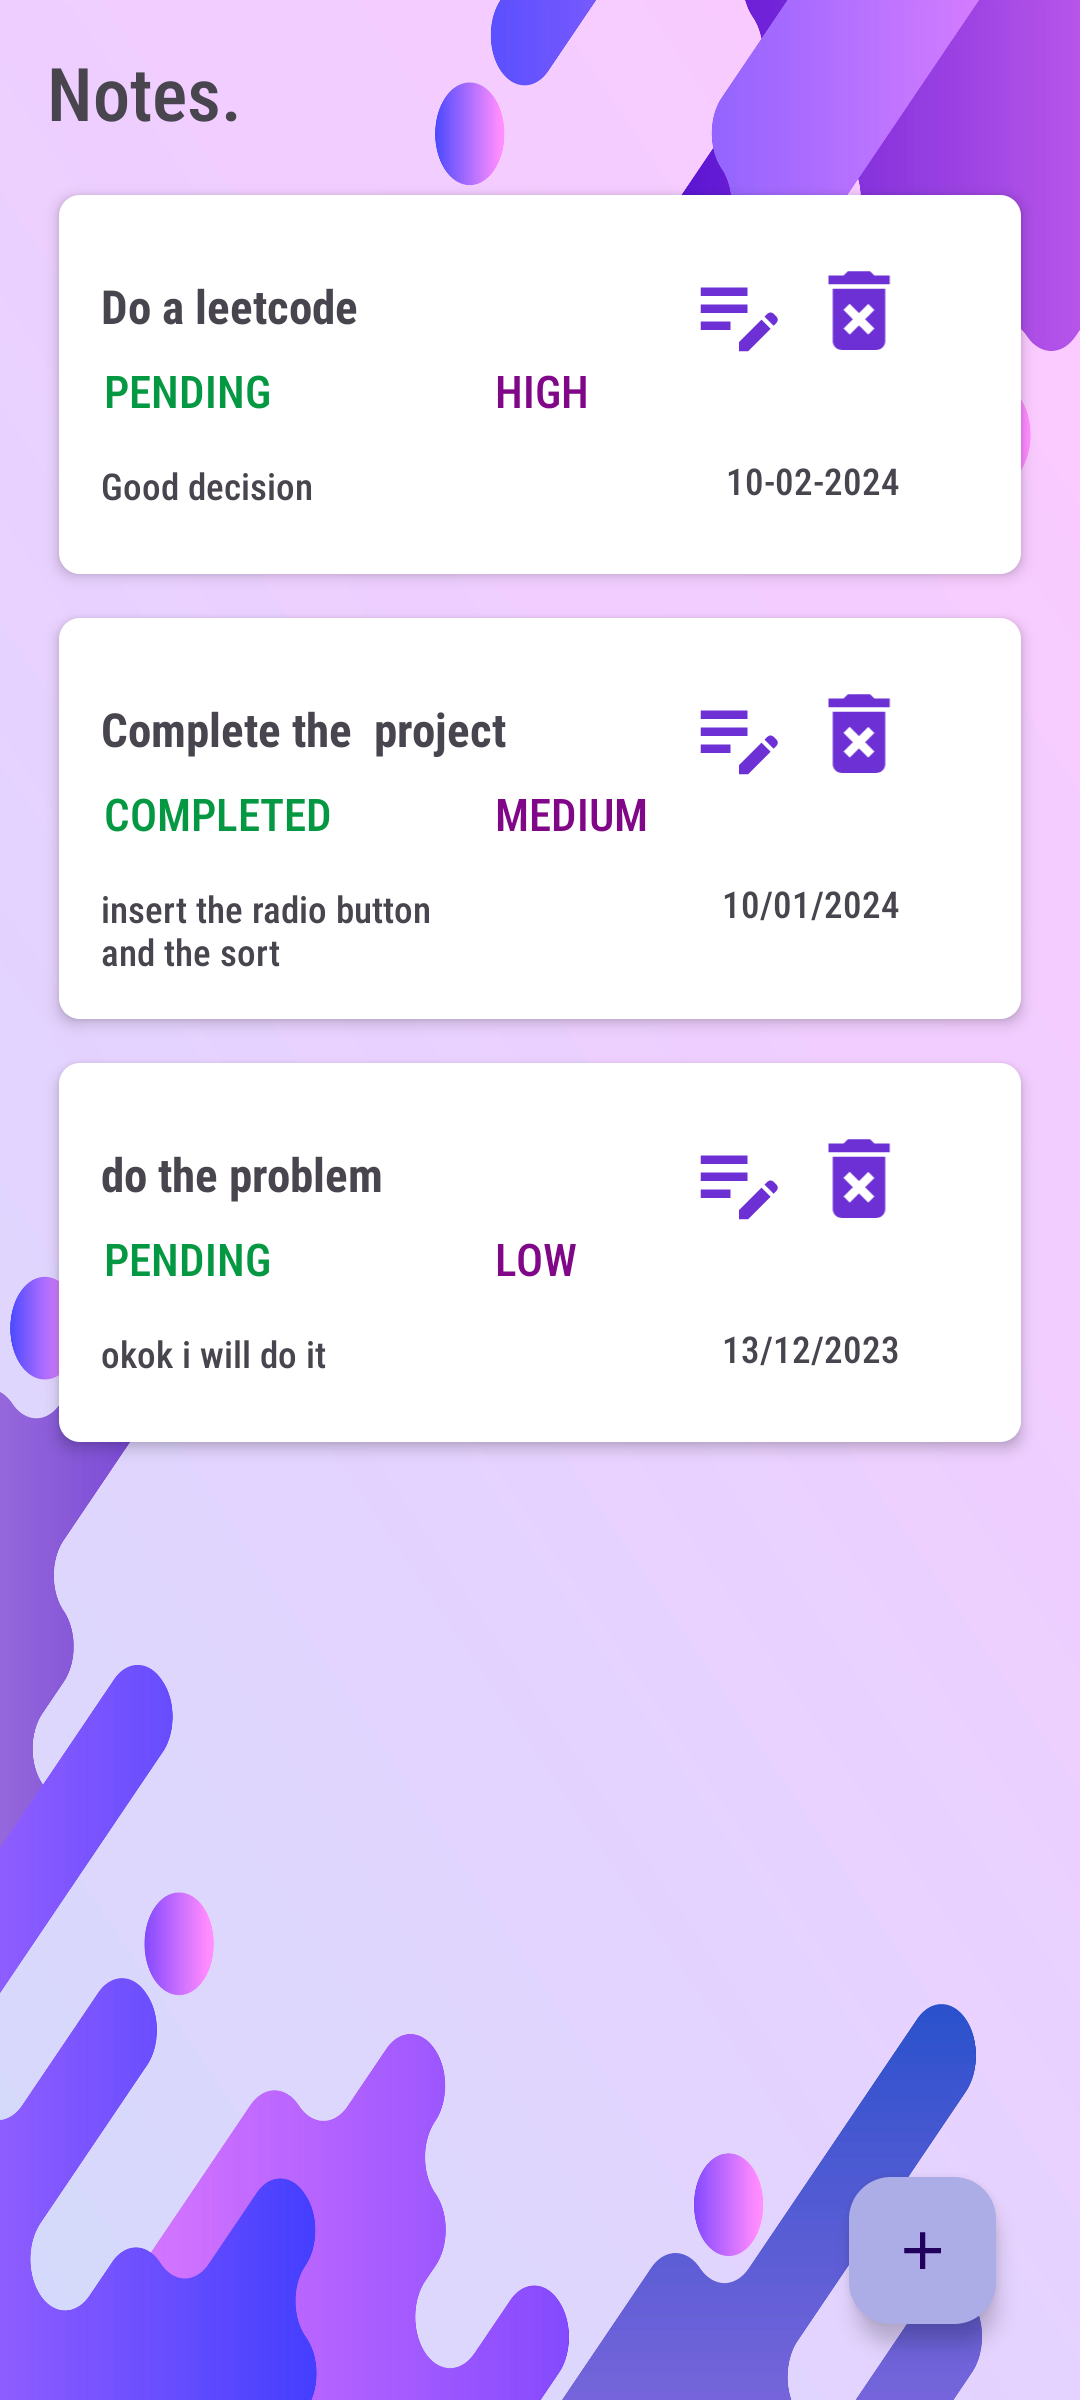 Notes.
Do a leetcode
PENDING HIGH
Good decision 10-02-2024
Complete the  project
COMPLETED MEDIUM
insert the radio button 10/01/2024
and the sort
do the problem
PENDING LOW
okok i will do it 13/12/2023
+